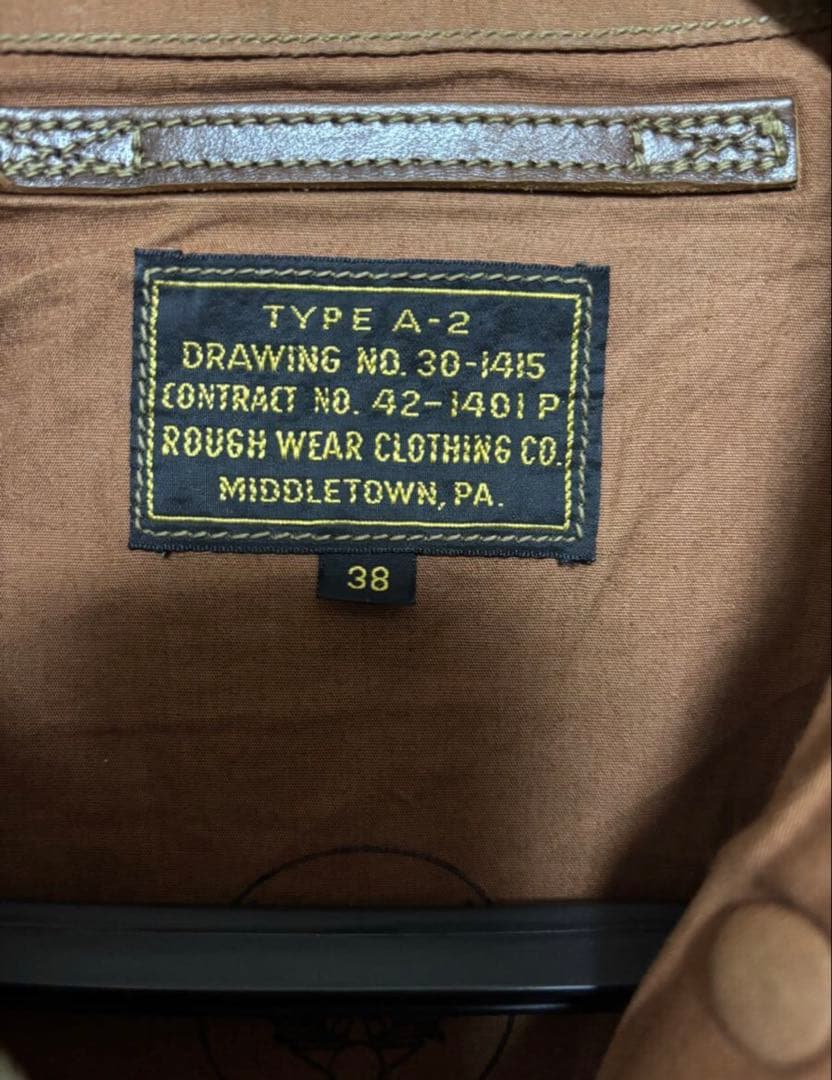 TYPE A-2
DRAWING NO. 30-1415
CONTRACT NO. 42-1401 P
ROUGH WEAR CLOTHING CO.
MIDDLETOWN, PA.
38